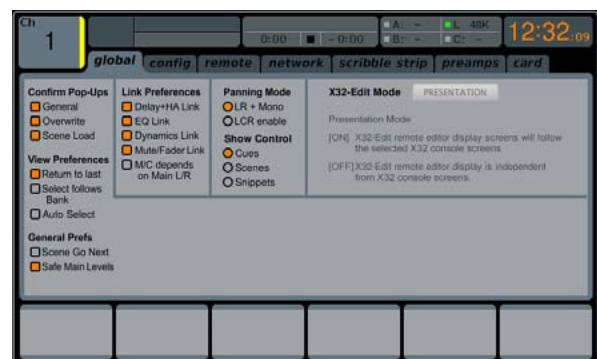 Ch
1
0:00 - 0:00
A: - L 48K
B: - C: -
12:32:09
global config remote network scribble strip preamps card
Confirm Pop-Ups
General
Overwrite
Scene Load
View Preferences
Return to last
Select follows
Bank
Auto Select
General Prefs
Scene Go Next
Safe Main Levels
Link Preferences
Delay+HA Link
EQ Link
Dynamics Link
Mute/Fader Link
M/C depends
on Main L/R
Panning Mode
LR + Mono
LCR enable
Show Control
Cues
Scenes
Snippets
X32-Edit Mode PRESENTATION
Presentation Mode
[ON] X32-Edit remote editor display screens will follow
the selected X32 console screens
[OFF] X32-Edit remote editor display is independent
from X32 console screens.